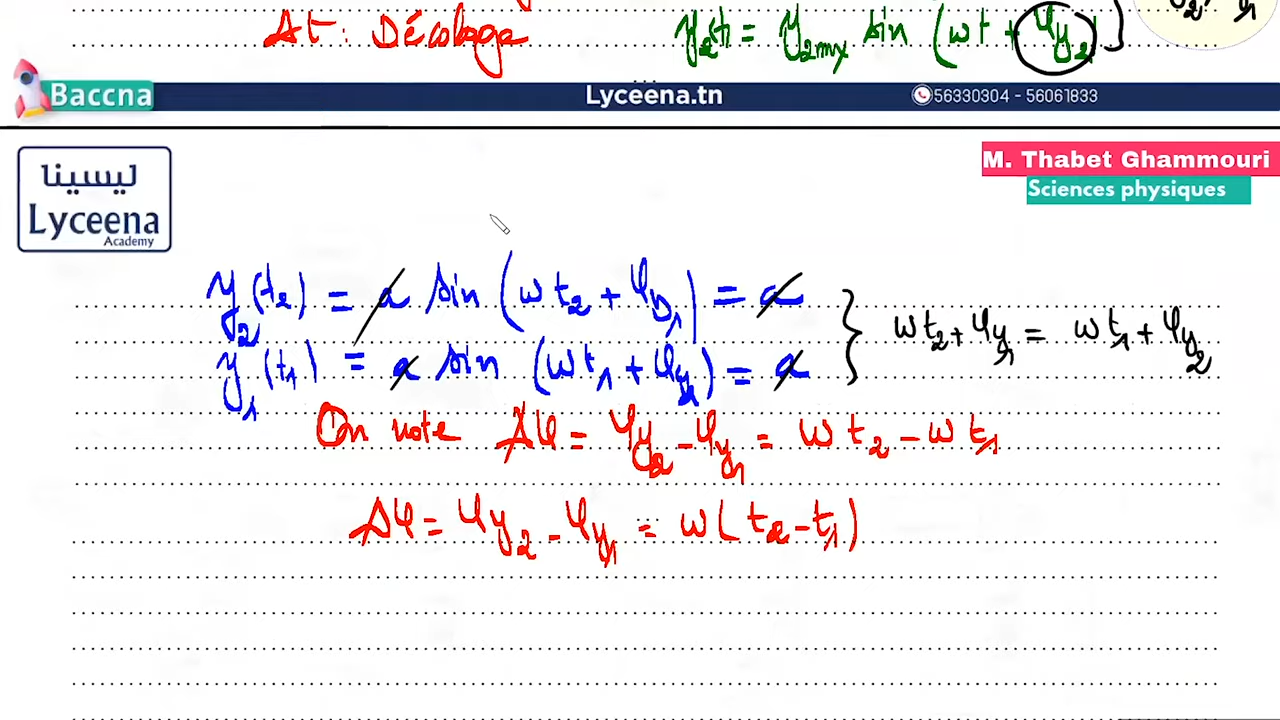 Δt : Décalage
y₂(t) = Y₂mx sin (ωt + φy₂)
Baccna
Lyceena.tn
56330304 - 56061833
ليسينا
Lyceena
Academy
M. Thabet Ghammouri
Sciences physiques
y₂(t₂) = a sin (ωt₂ + φy₁) = a
y₁(t₁) = a sin (ωt₁ + φy₂) = a
} ωt₂ + φy₁ = ωt₁ + φy₂
On note Δφ = φy₂ - φy₁ = ωt₂ - ωt₁
Δφ = φy₂ - φy₁ = ω(t₂ - t₁)